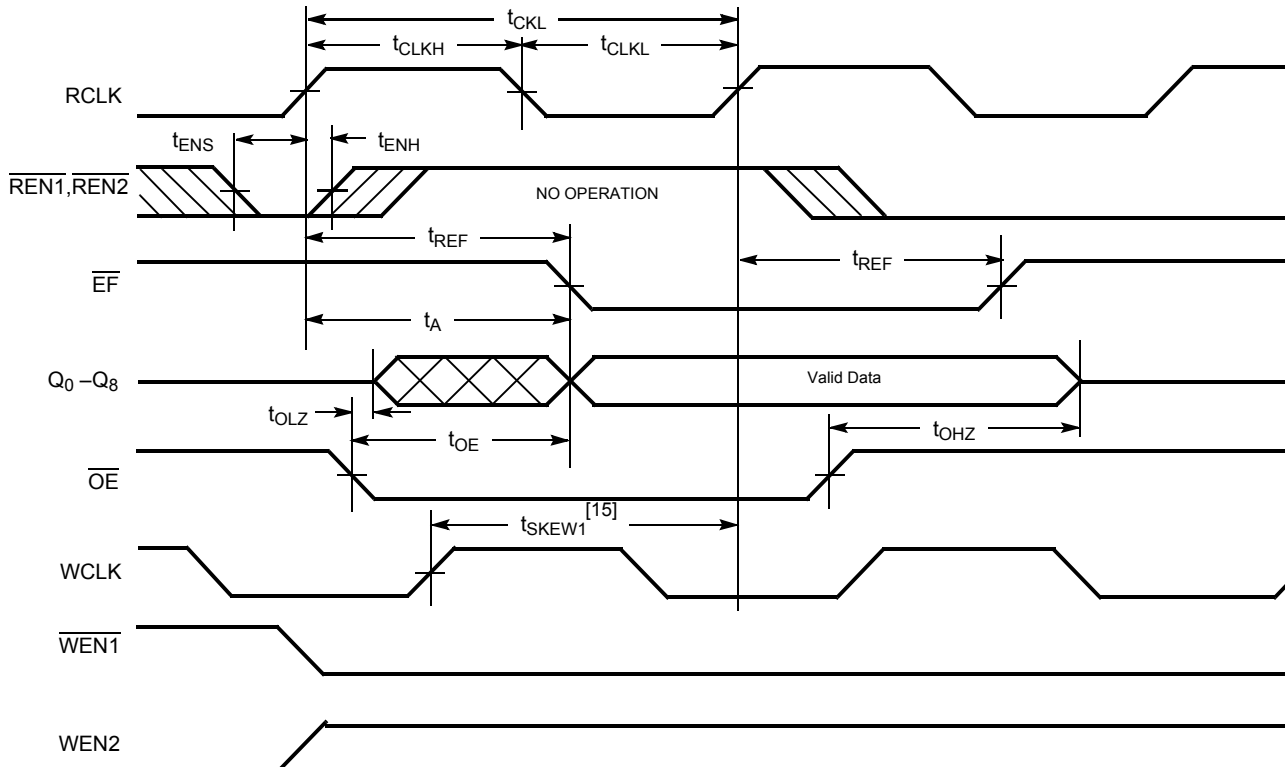 tCKL
tCLKH tCLKL
RCLK
tENS tENH
REN1,REN2
NO OPERATION
tREF
tREF
EF
tA
Q0 –Q8
Valid Data
tOLZ
tOE
tOHZ
OE
tSKEW1[15]
WCLK
WEN1
WEN2